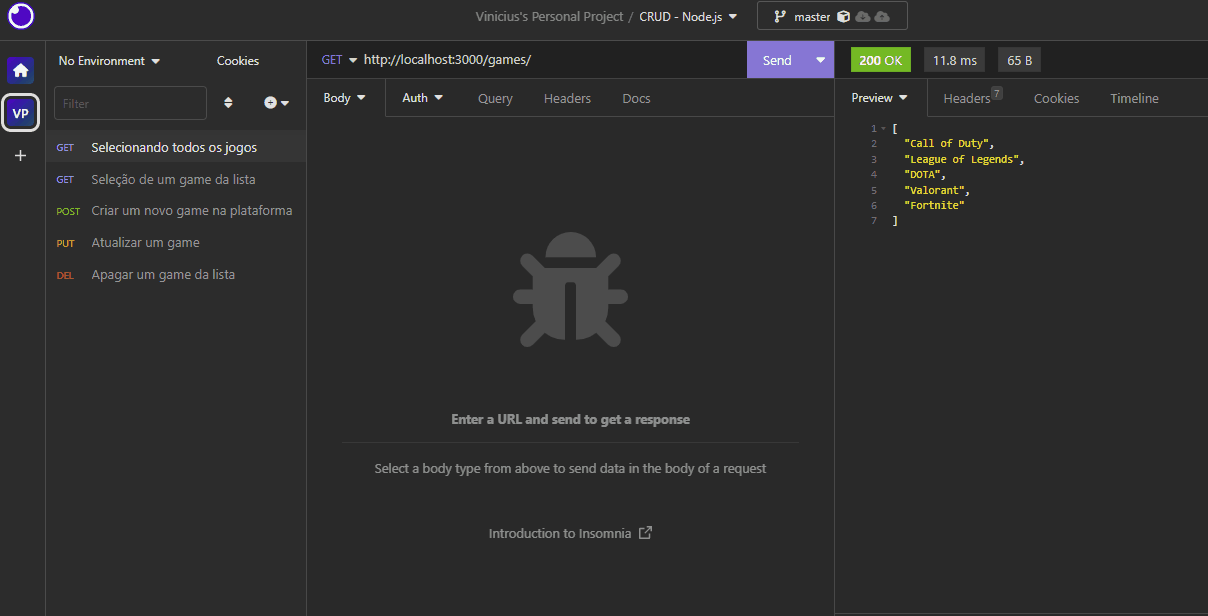 Vinicius's Personal Project / CRUD - Node.js
master
VP
No Environment
Cookies
Filter
GET Selecionando todos os jogos
GET Seleção de um game da lista
POST Criar um novo game na plataforma
PUT Atualizar um game
DEL Apagar um game da lista
GET http://localhost:3000/games/
Send
Body
Auth
Query
Headers
Docs
Enter a URL and send to get a response
Select a body type from above to send data in the body of a request
Introduction to Insomnia
200 OK
11.8 ms
65 B
Preview
Headers 7
Cookies
Timeline
1 [
2 "Call of Duty",
3 "League of Legends",
4 "DOTA",
5 "Valorant",
6 "Fortnite"
7 ]